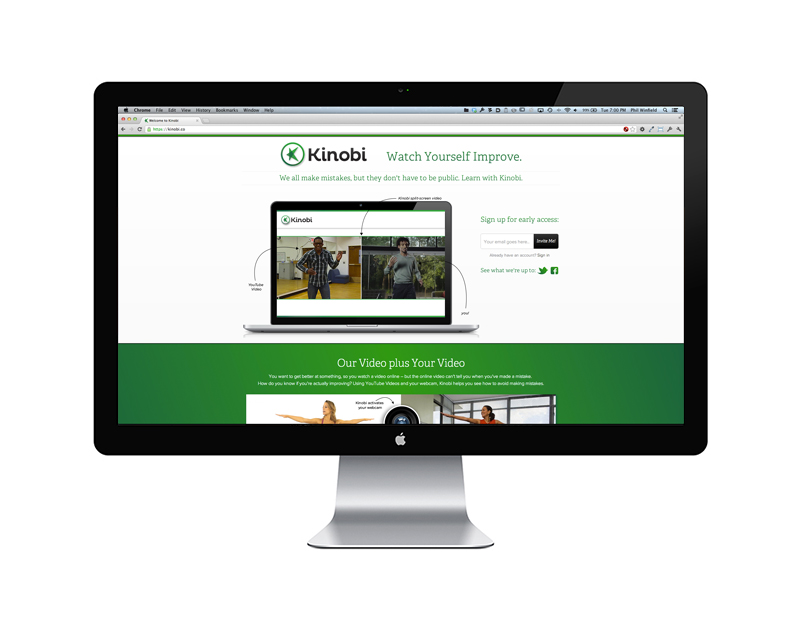 Chrome File Edit View History Bookmarks Window Help
Tue 7:00 PM Phil Winfield
Welcome to Kinobi
https://kinobi.co
Kinobi Watch Yourself Improve.
We all make mistakes, but they don't have to be public. Learn with Kinobi.
Kinobi split-screen video
Kinobi
YouTube
Video
you!
Sign up for early access:
Your email goes here.
Invite Me!
Already have an account? Sign in
See what we're up to:
Our Video plus Your Video
You want to get better at something, so you watch a video online – but the online video can't tell you when you've made a mistake.
How do you know if you're actually improving? Using YouTube Videos and your webcam, Kinobi helps you see how to avoid making mistakes.
Kinobi activates
your webcam